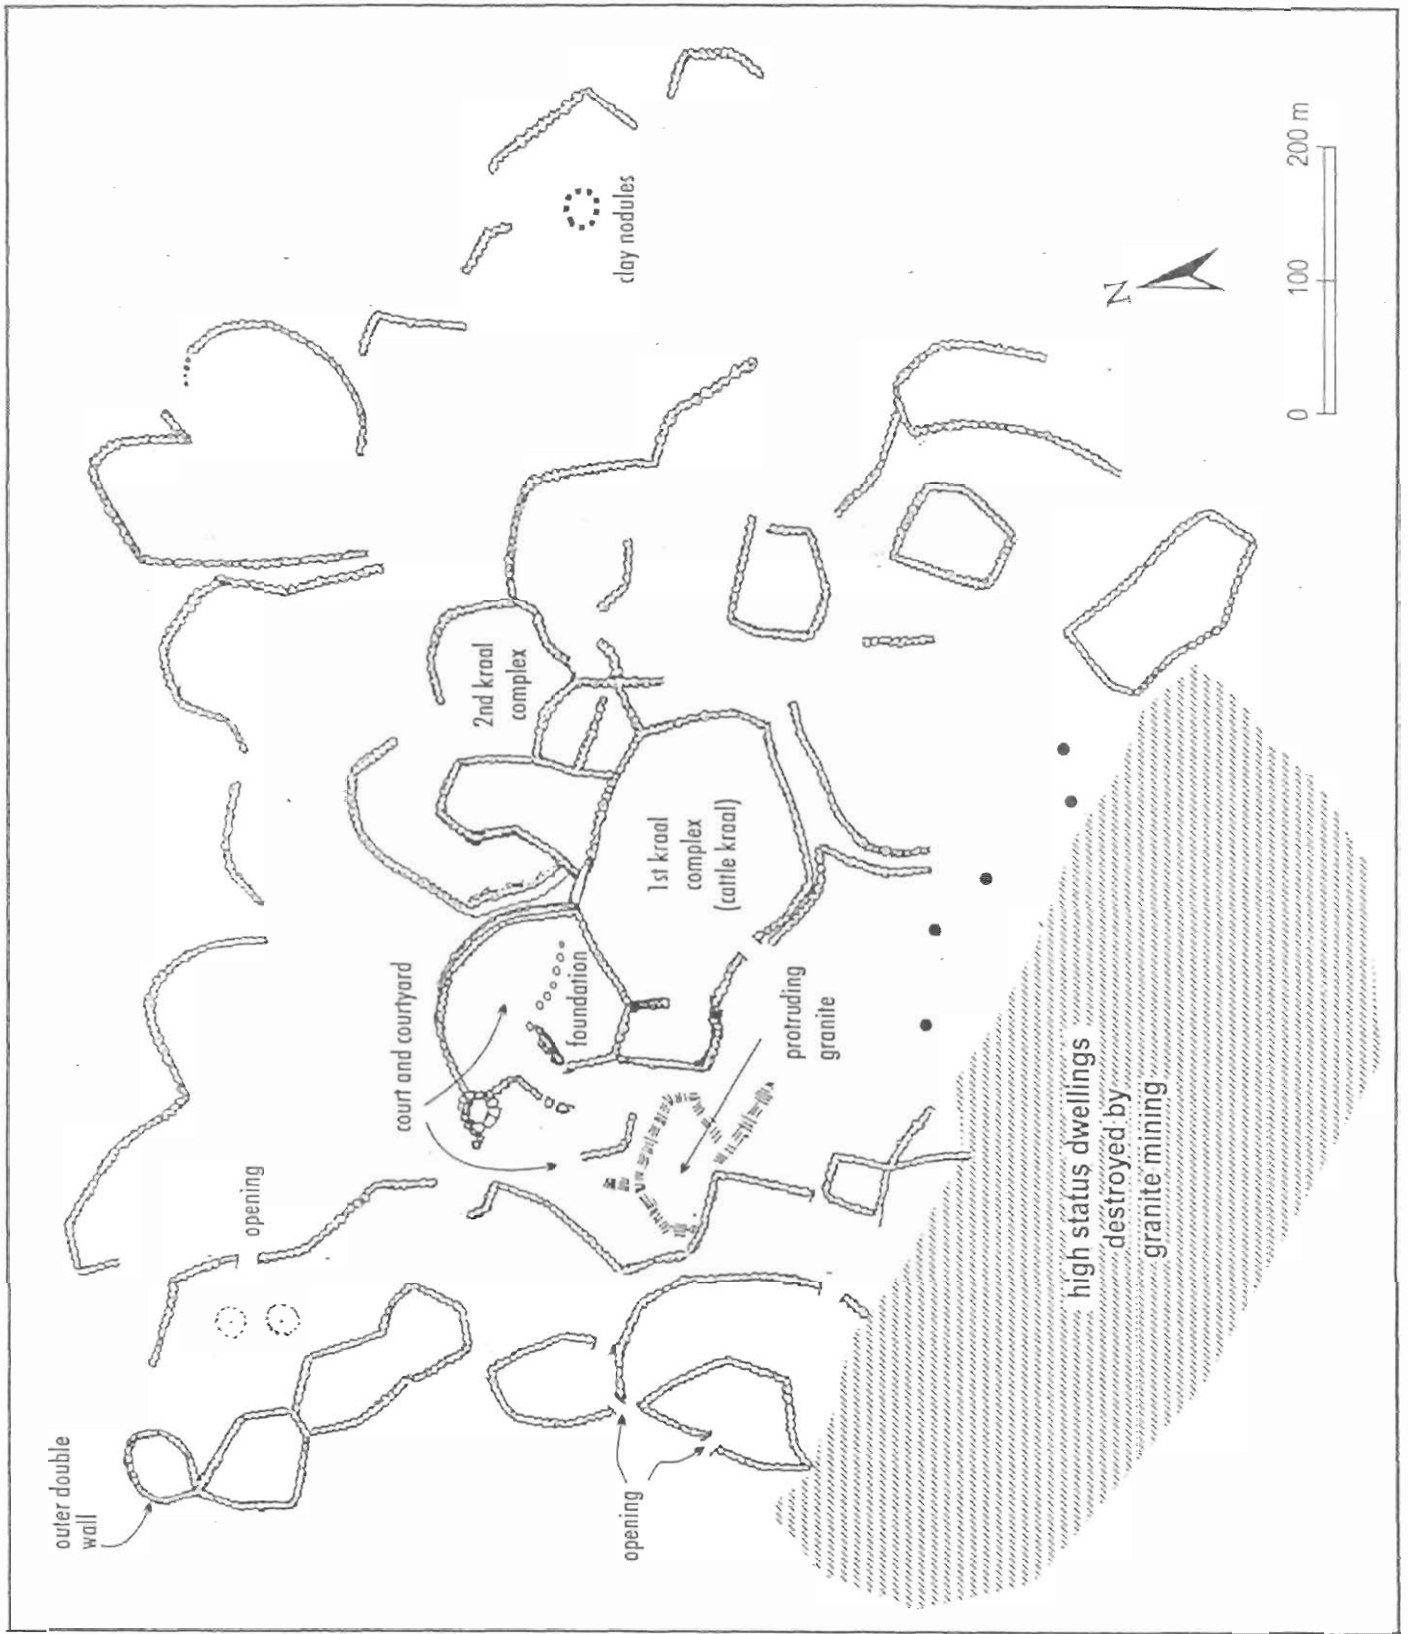 outer double
wall
opening
court and courtyard
2nd kraal
complex
clay nodules
foundation
1st kraal
complex
(cattle kraal)
opening
protruding
granite
high status dwellings
destroyed by
granite mining
N
0 100 200 m